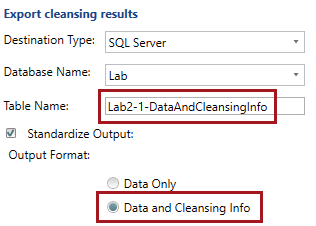 Export cleansing results
Destination Type: SQL Server
Database Name: Lab
Table Name: Lab2-1-DataAndCleansingInfo
Standardize Output:
Output Format:
Data Only
Data and Cleansing Info